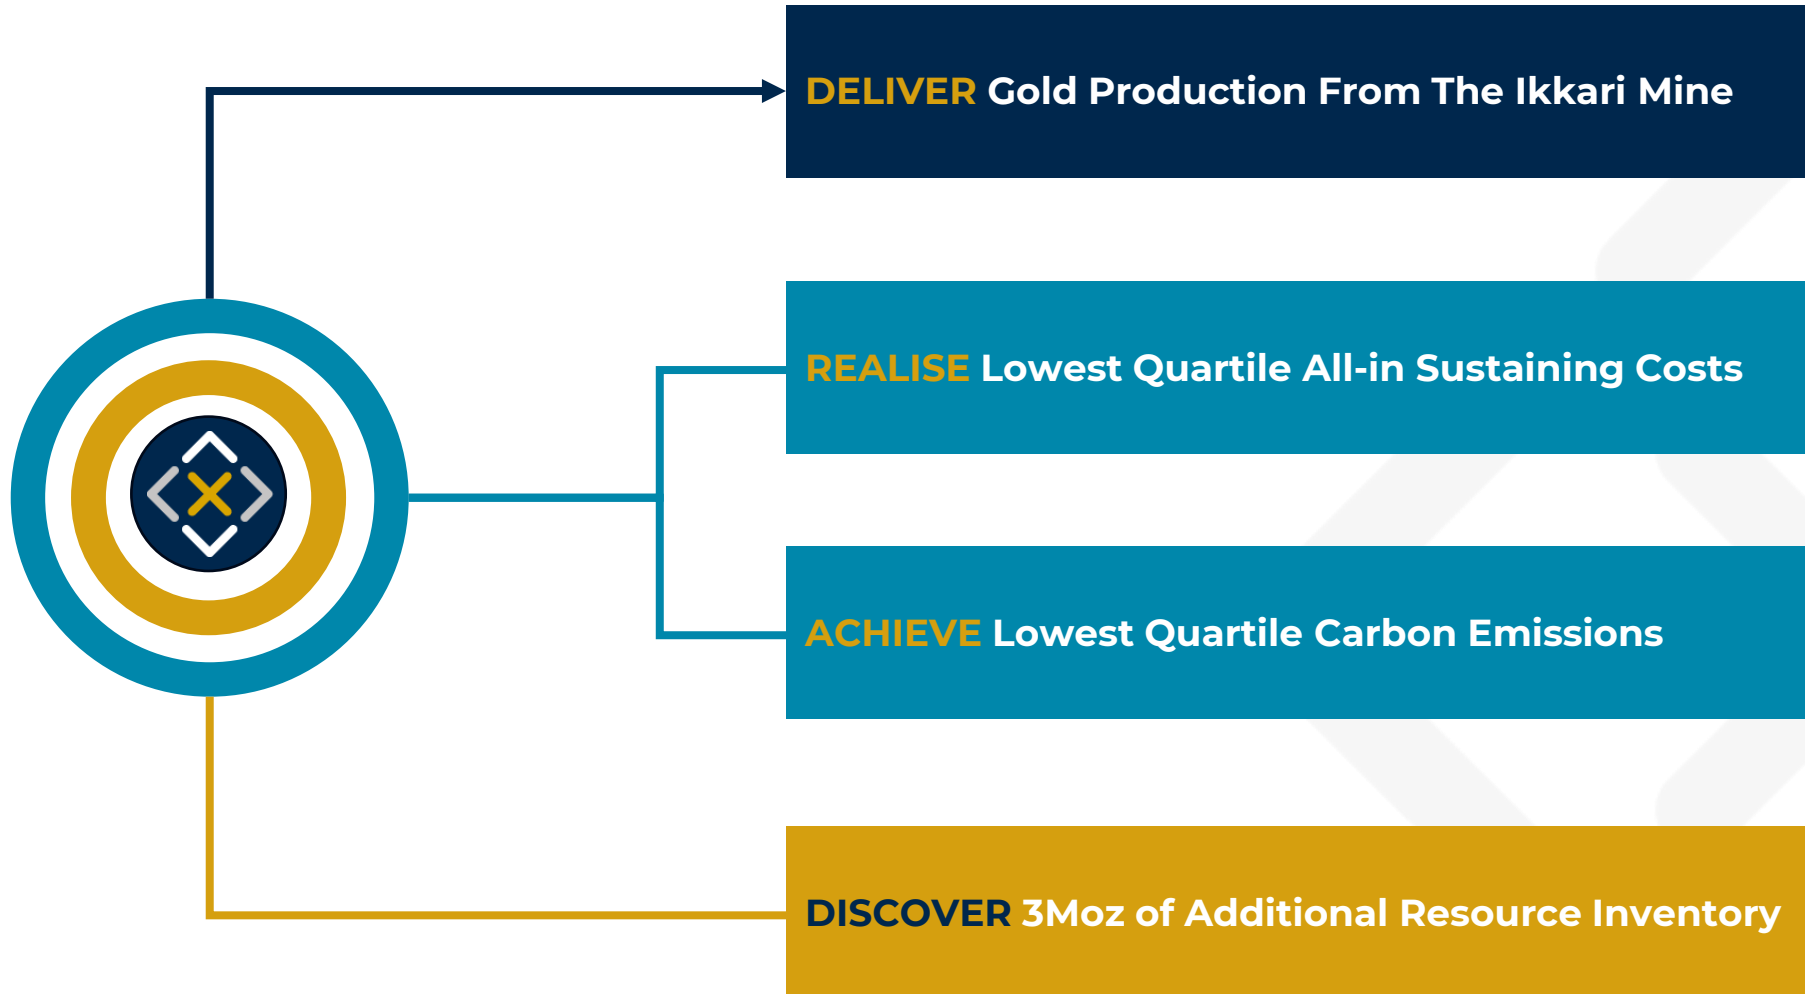 DELIVER Gold Production From The Ikkari Mine
REALISE Lowest Quartile All-in Sustaining Costs
ACHIEVE Lowest Quartile Carbon Emissions
DISCOVER 3Moz of Additional Resource Inventory